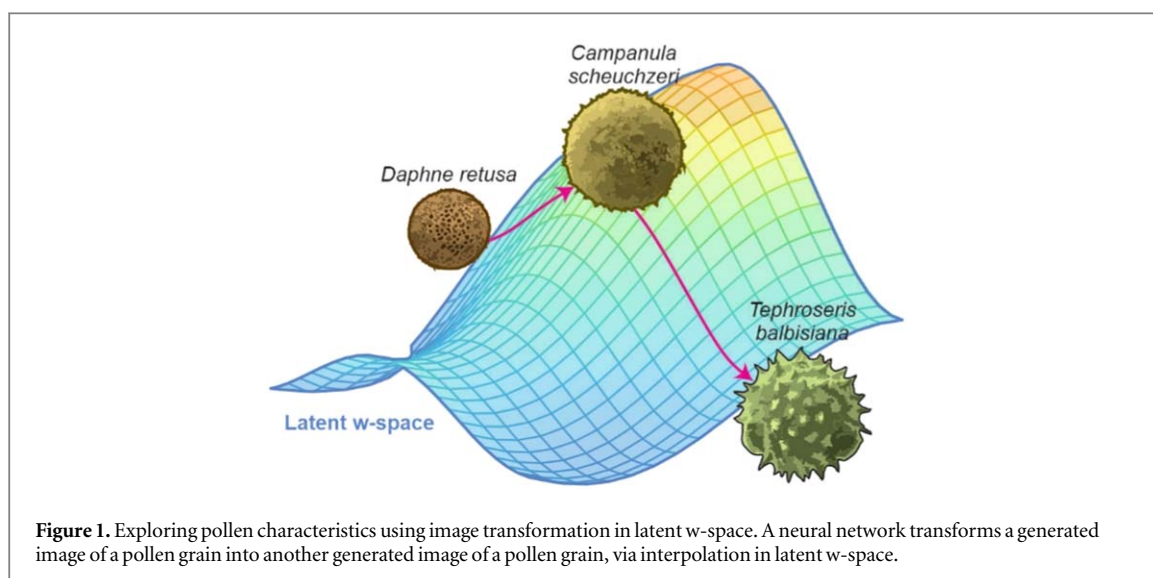 Campanula
scheuchzeri
Daphne retusa
Tephroseris
balbisiana
Latent w-space
Figure 1. Exploring pollen characteristics using image transformation in latent w-space. A neural network transforms a generated
image of a pollen grain into another generated image of a pollen grain, via interpolation in latent w-space.